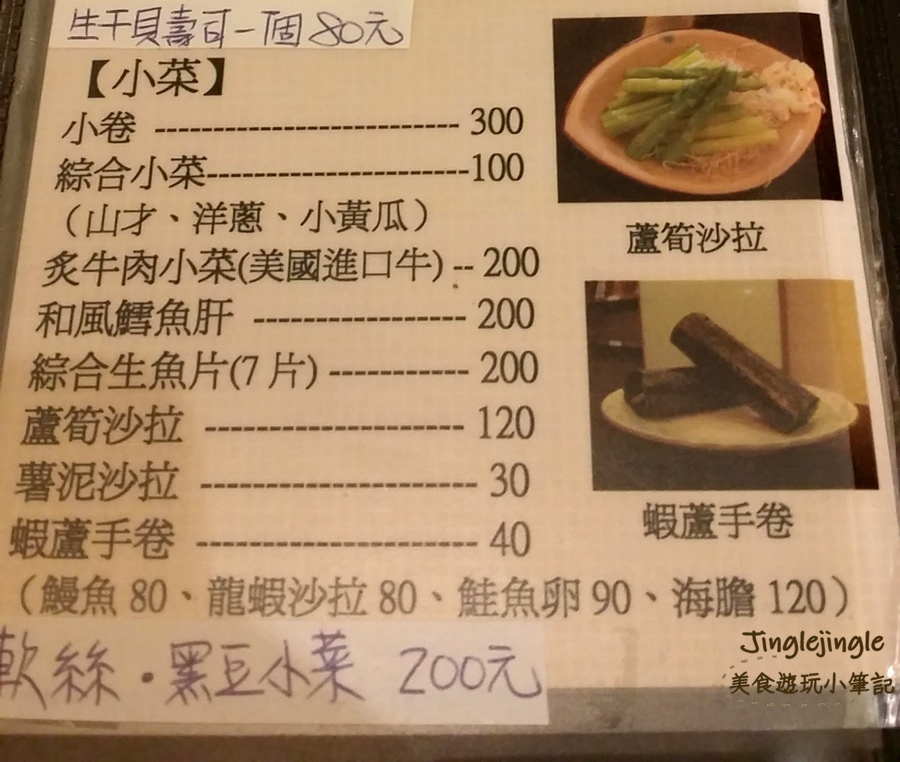 生干貝壽司一個80元
【小菜】
小卷 ------------------------- 300
綜合小菜---------------------100
（山才、洋蔥、小黃瓜）
炙牛肉小菜(美國進口牛) -- 200
和風鱈魚肝 ----------------- 200
綜合生魚片(7 片) ----------- 200
蘆筍沙拉 --------------------- 120
薯泥沙拉 ---------------------- 30
蝦蘆手卷 ---------------------- 40
（鰻魚 80、龍蝦沙拉 80、鮭魚卵 90、海膽 120）
軟絲・黑豆小菜 200元
蘆筍沙拉
蝦蘆手卷
Jinglejingle
美食遊玩小筆記